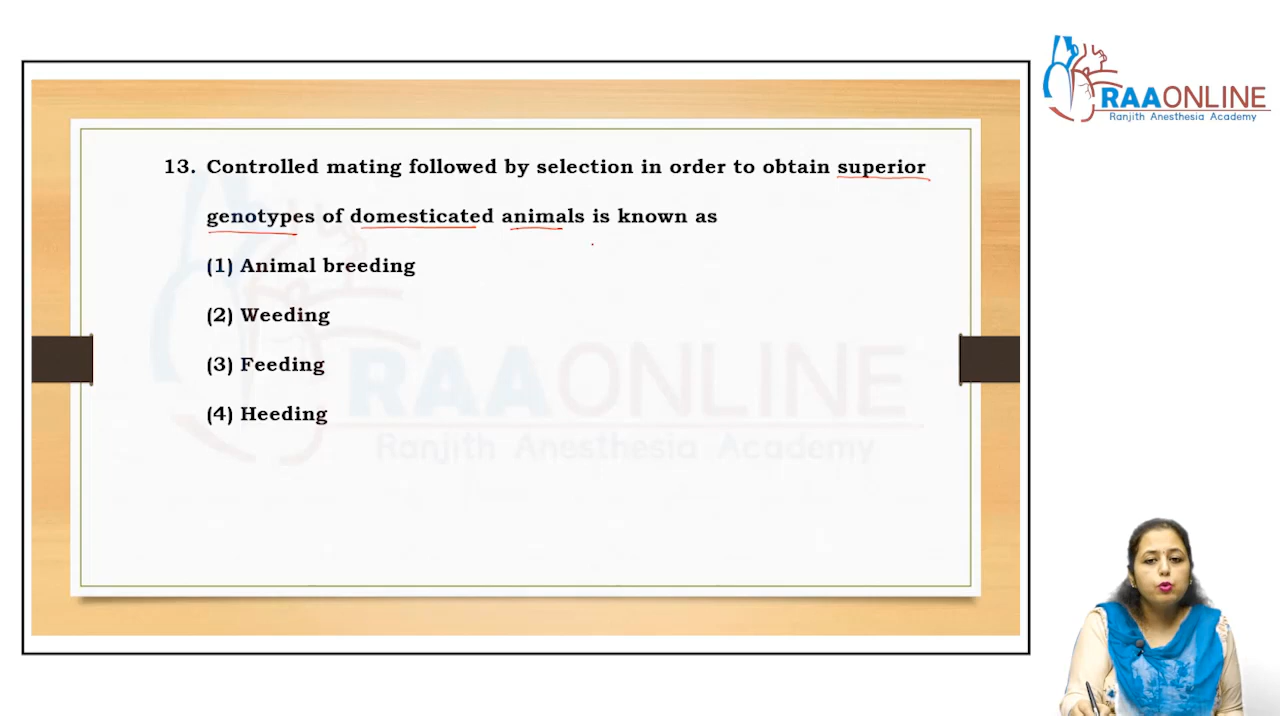 RAAONLINE
Ranjith Anesthesia Academy
13. Controlled mating followed by selection in order to obtain superior
genotypes of domesticated animals is known as
(1) Animal breeding
(2) Weeding
(3) Feeding
(4) Heeding
RAAONLINE
Ranjith Anesthesia Academy